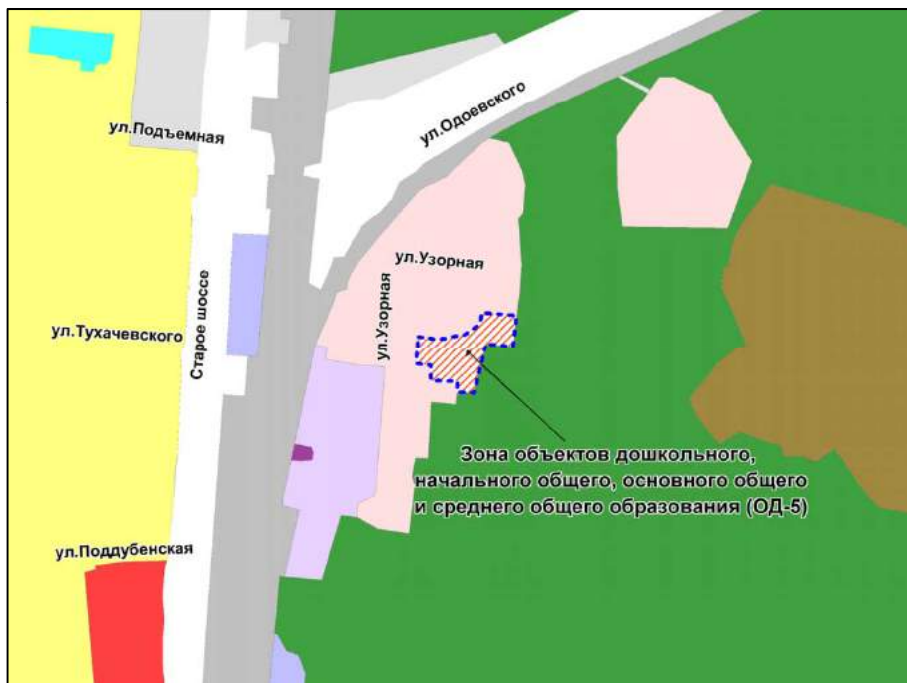 ул.Одоевского
ул.Подъемная
ул.Узорная
ул.Узорная
Старое шоссе
ул.Тухачевского
Зона объектов дошкольного,
начального общего, основного общего
и среднего общего образования (ОД-5)
ул.Поддубенская